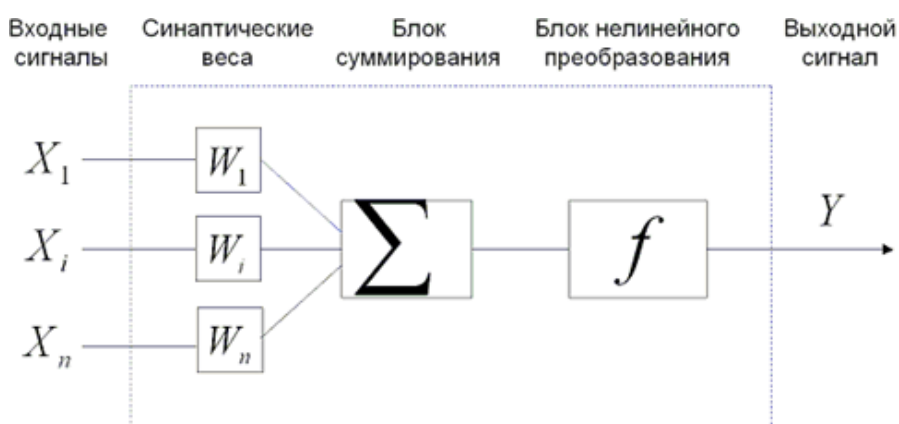 Входные
сигналы
Синаптические
веса
Блок
суммирования
Блок нелинейного
преобразования
Выходной
сигнал
X₁
W₁
Xᵢ
Wᵢ
Σ
f
Y
Xₙ
Wₙ